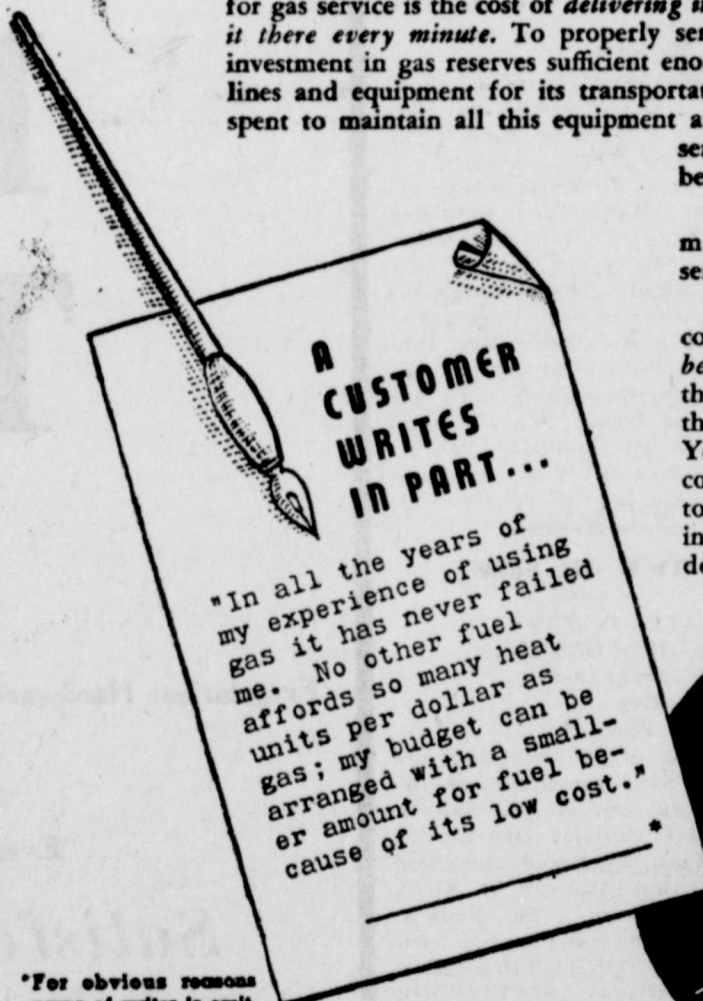 for gas service is the cost of delivering
it there every minute. To properly
investment in gas reserves sufficient
lines and equipment for its
spent to maintain all this equipment
be
A
CUSTOMER
WRITES
IN PART...
"In all the years of
my experience of using
gas it has never failed
me. No other fuel
affords so many heat
units per dollar as
gas; my budget can be
arranged with a small-
er amount for fuel be-
cause of its low cost."
*
*For obvious reasons